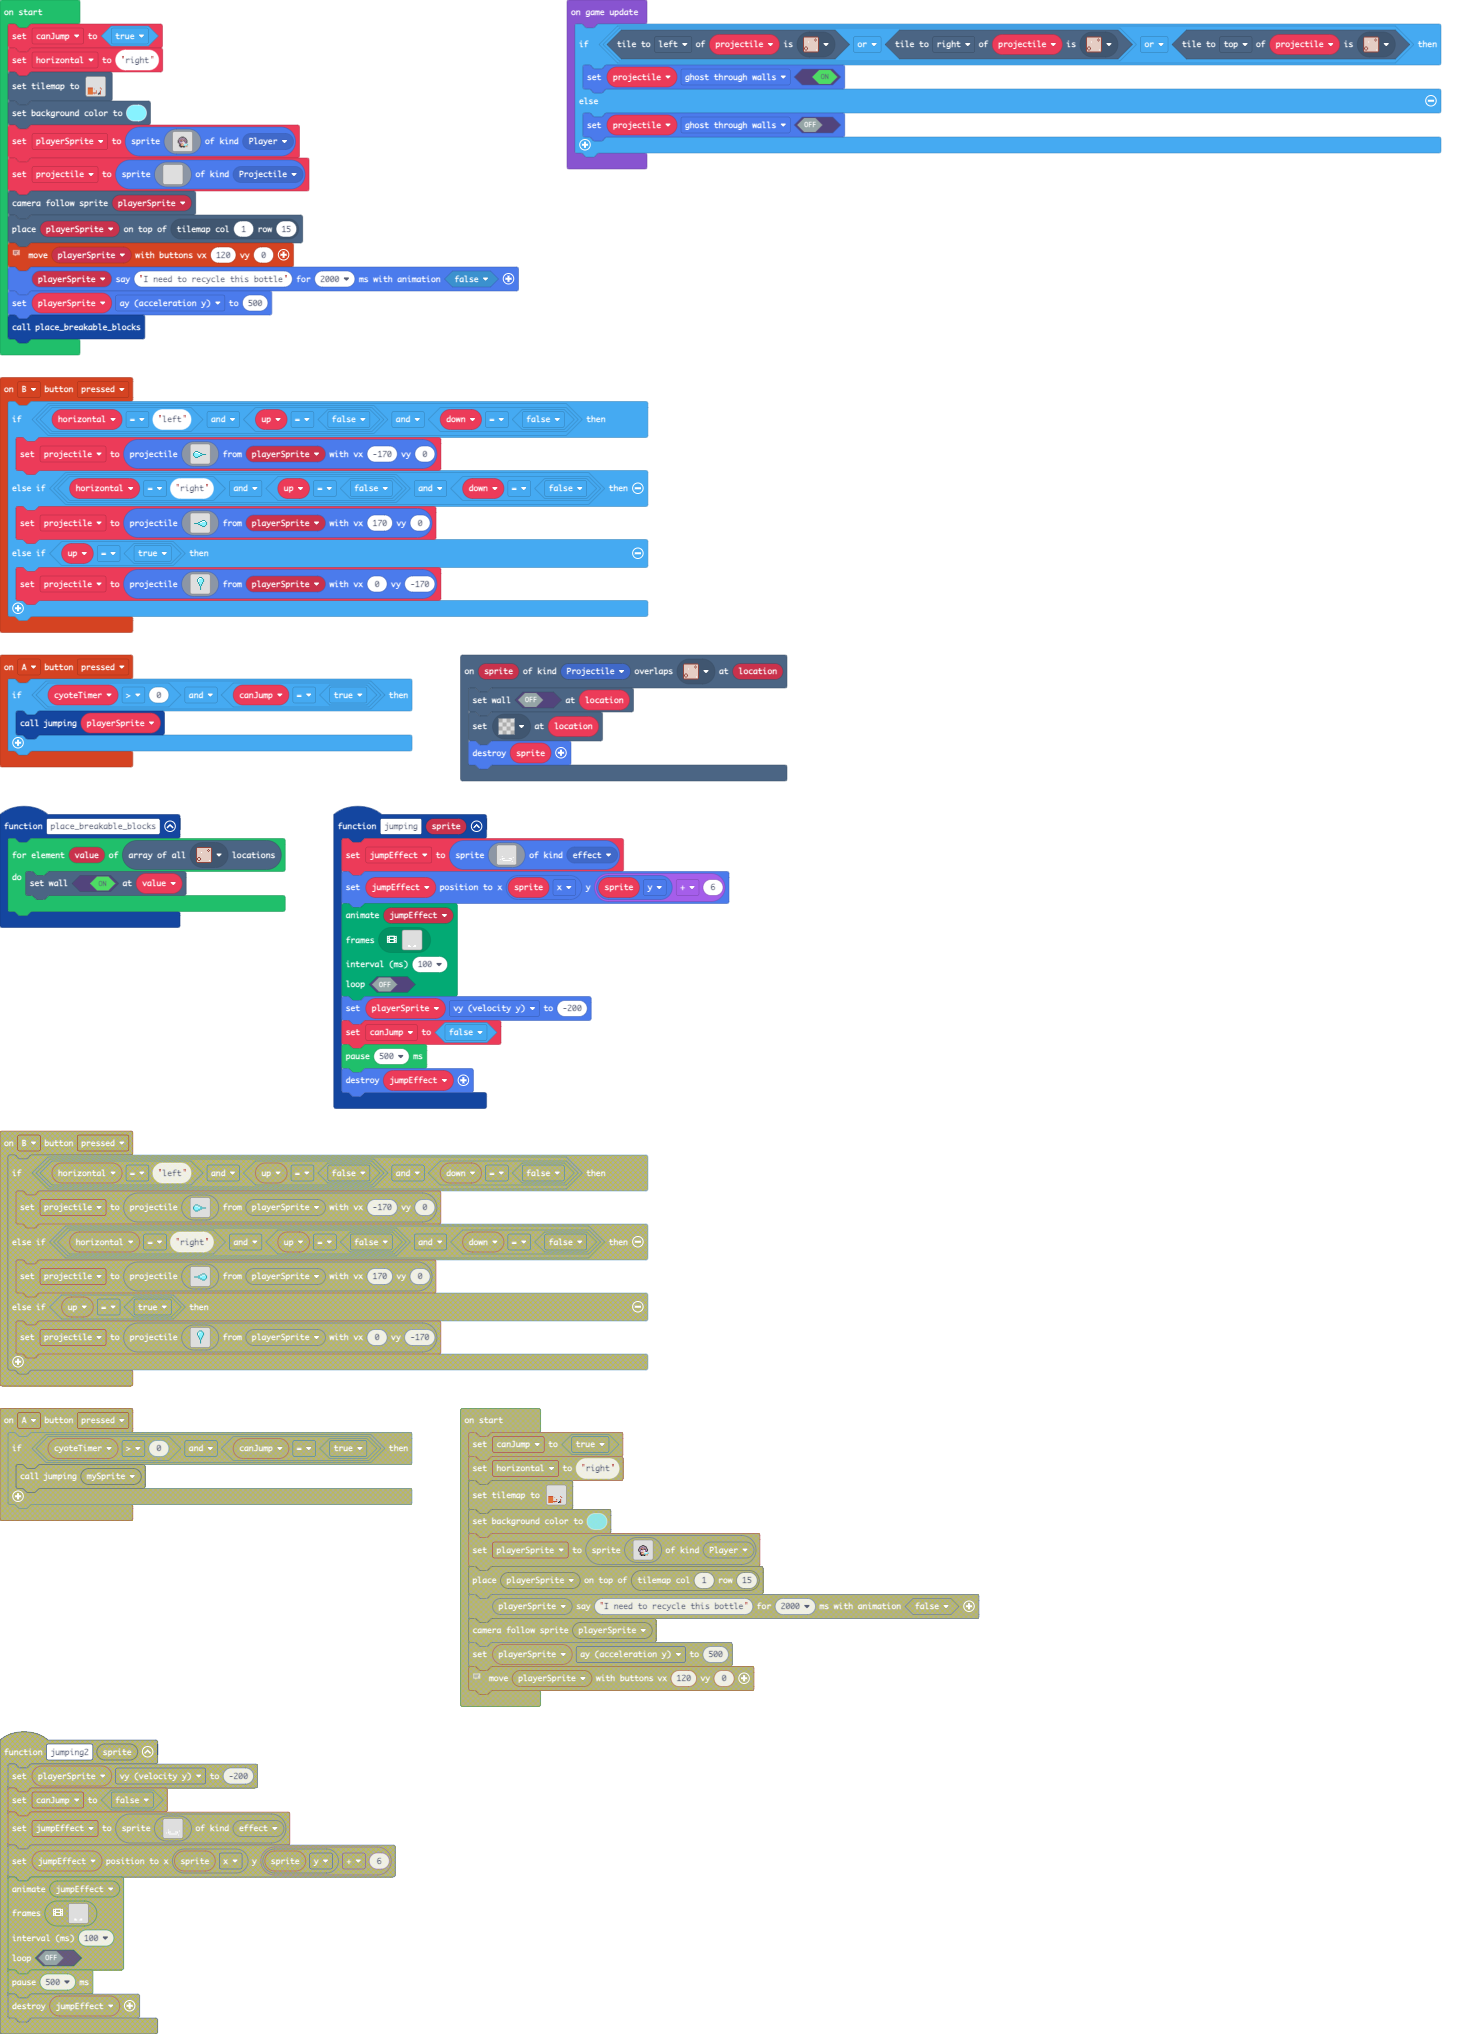 on start
set canJump to true
set horizontal to "right"
set tilemap to
set background color to
set playerSprite to sprite of kind Player
set projectile to sprite of kind Projectile
camera follow sprite playerSprite
place playerSprite on top of tilemap col 1 row 15
move playerSprite with buttons vx 120 vy 0
playerSprite say "I need to recycle this bottle" for 2000 ms with animation false
set playerSprite ay (acceleration y) to 500
call place_breakable_blocks
on game update
if tile to left of projectile is or tile to right of projectile is or tile to top of projectile is then
set projectile ghost through walls ON
else
set projectile ghost through walls OFF
on B button pressed
if horizontal = "left" and up = false and down = false then
set projectile to projectile from playerSprite with vx -170 vy 0
else if horizontal = "right" and up = false and down = false then
set projectile to projectile from playerSprite with vx 170 vy 0
else if up = true then
set projectile to projectile from playerSprite with vx 0 vy -170
on A button pressed
if cyoteTimer > 0 and canJump = true then
call jumping playerSprite
on sprite of kind Projectile overlaps at location
set wall OFF at location
set at location
destroy sprite
function place_breakable_blocks
for element value of array of all locations
do set wall ON at value
function jumping sprite
set jumpEffect to sprite of kind effect
set jumpEffect position to x sprite x y sprite y + 6
animate jumpEffect
frames
interval (ms) 100
loop OFF
set playerSprite vy (velocity y) to -200
set canJump to false
pause 500 ms
destroy jumpEffect
on B button pressed
if horizontal = "left" and up = false and down = false then
set projectile to projectile from playerSprite with vx -170 vy 0
else if horizontal = "right" and up = false and down = false then
set projectile to projectile from playerSprite with vx 170 vy 0
else if up = true then
set projectile to projectile from playerSprite with vx 0 vy -170
on A button pressed
if cyoteTimer > 0 and canJump = true then
call jumping mySprite
on start
set canJump to true
set horizontal to "right"
set tilemap to
set background color to
set playerSprite to sprite of kind Player
place playerSprite on top of tilemap col 1 row 15
playerSprite say "I need to recycle this bottle" for 2000 ms with animation false
camera follow sprite playerSprite
set playerSprite ay (acceleration y) to 500
move playerSprite with buttons vx 120 vy 0
function jumping2 sprite
set playerSprite vy (velocity y) to -200
set canJump to false
set jumpEffect to sprite of kind effect
set jumpEffect position to x sprite x y sprite y + 6
animate jumpEffect
frames
interval (ms) 100
loop OFF
pause 500 ms
destroy jumpEffect